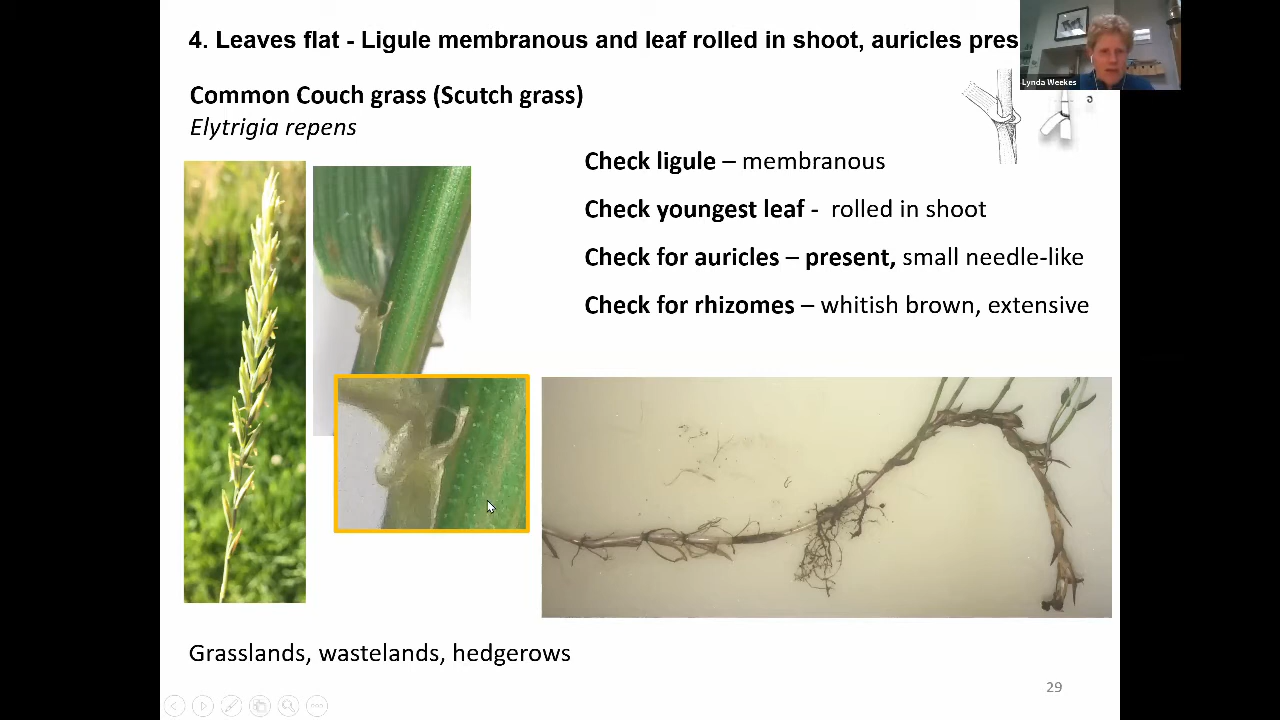 4. Leaves flat - Ligule membranous and leaf rolled in shoot, auricles pres
Lynda Weekes
Common Couch grass (Scutch grass)
Elytrigia repens
Check ligule – membranous
Check youngest leaf - rolled in shoot
Check for auricles – present, small needle-like
Check for rhizomes – whitish brown, extensive
Grasslands, wastelands, hedgerows
29